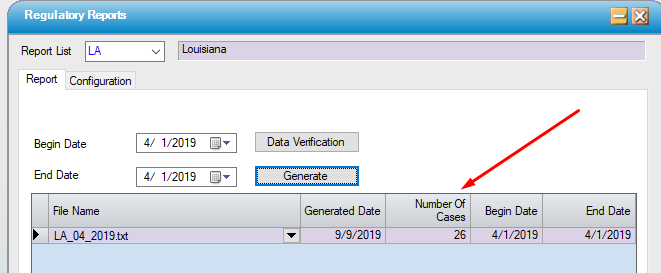 Regulatory Reports
Report List LA Louisiana
Report Configuration
Begin Date 4/ 1/2019 Data Verification
End Date 4/ 1/2019 Generate
File Name Generated Date Number Of Cases Begin Date End Date
LA_04_2019.txt 9/9/2019 26 4/1/2019 4/1/2019